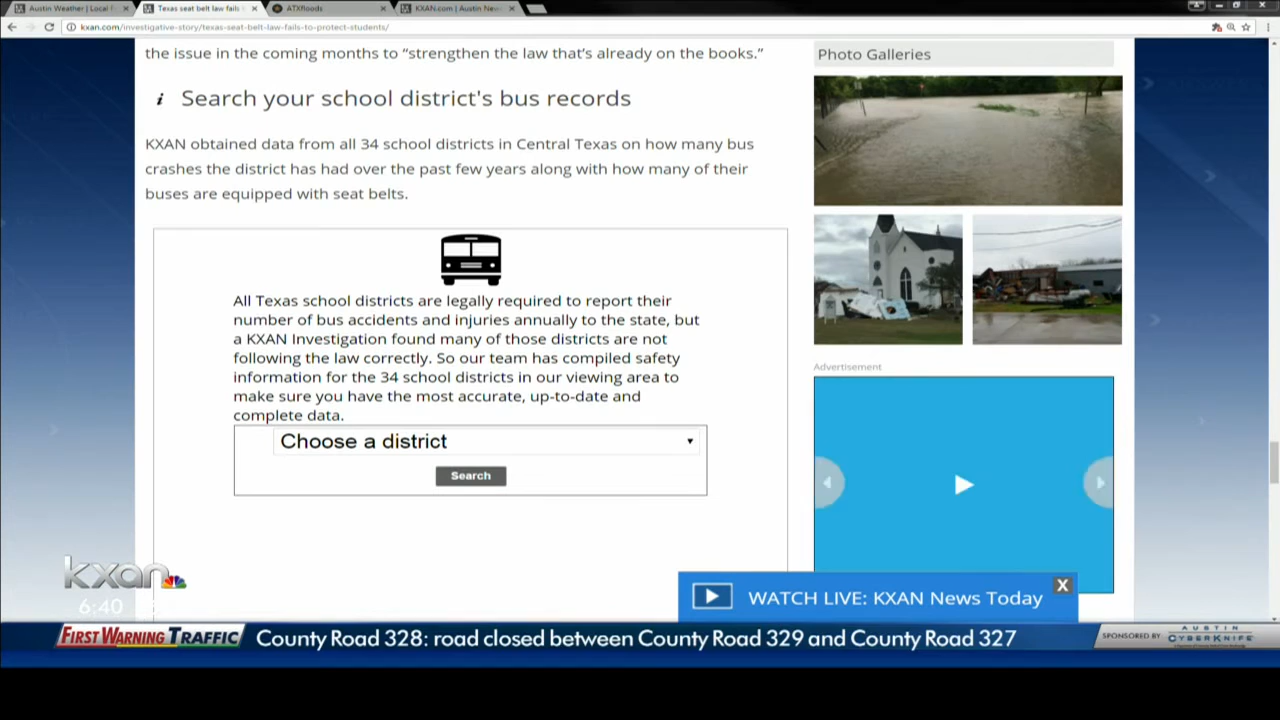 Austin Weather | Local F
Texas seat belt law fails
ATXfloods
KXAN.com | Austin New
kxan.com/investigative-story/texas-seat-belt-law-fails-to-protect-students/
the issue in the coming months to “strengthen the law that’s already on the books.”
i Search your school district's bus records
KXAN obtained data from all 34 school districts in Central Texas on how many bus
crashes the district has had over the past few years along with how many of their
buses are equipped with seat belts.
All Texas school districts are legally required to report their
number of bus accidents and injuries annually to the state, but
a KXAN Investigation found many of those districts are not
following the law correctly. So our team has compiled safety
information for the 34 school districts in our viewing area to
make sure you have the most accurate, up-to-date and
complete data.
Choose a district
Search
Photo Galleries
Advertisement
WATCH LIVE: KXAN News Today
X
kxan
6:40
FIRST WARNING TRAFFIC
County Road 328: road closed between County Road 329 and County Road 327
SPONSORED BY
AUSTIN
CYBERKNIFE